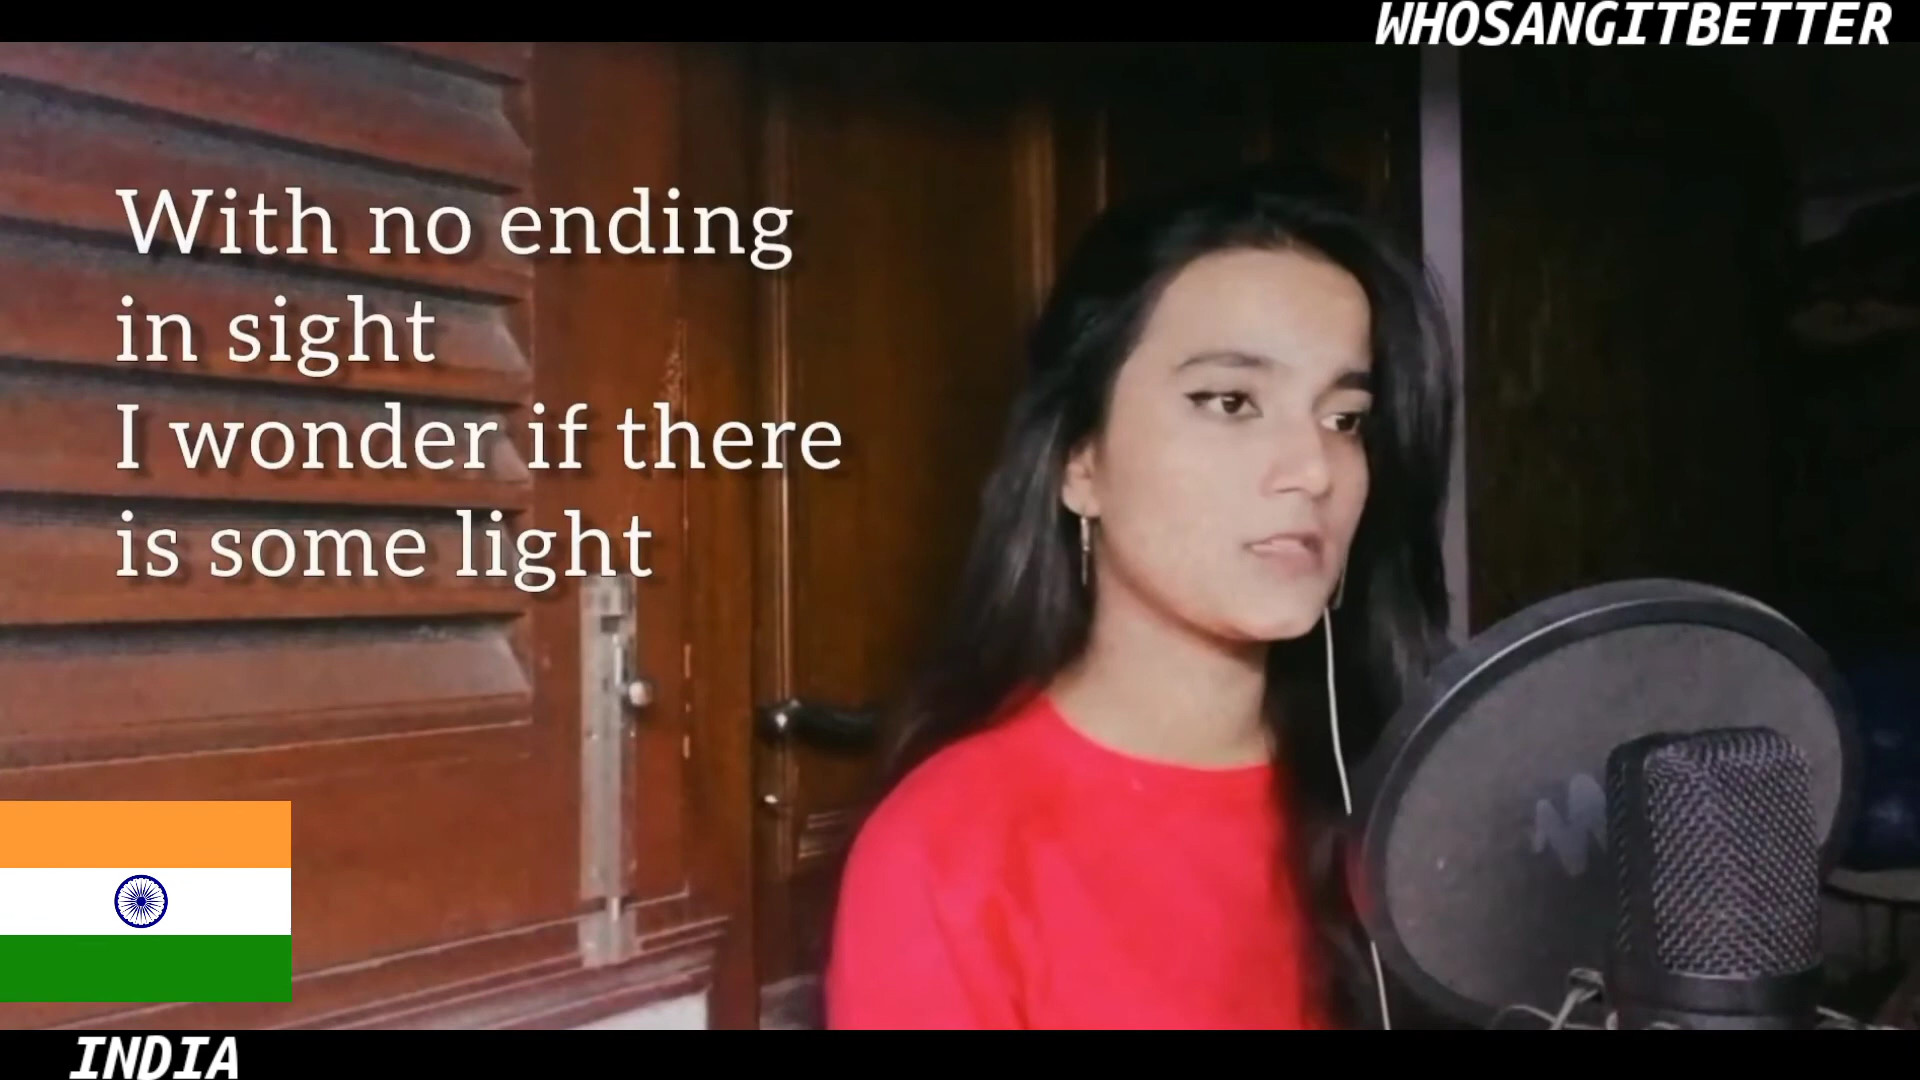 WHOSANGITBETTER
With no ending
in sight
I wonder if there
is some light
INDIA